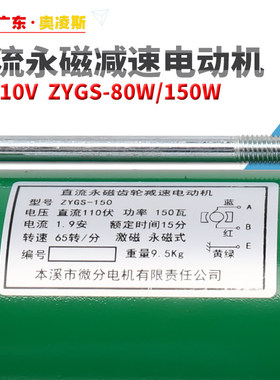 广东·奥凌斯
流永磁减速电动机
10V ZYGS-80W/150W
直流永磁齿轮减速电动机
型号 ZYGS-150
电压 直流110伏 功率 150瓦
电流 1.9安 额定时间15分
转速 65转/分 激磁 永磁式
编号 重量9.5Kg
蓝 A
红 B
黄绿 E
本溪市微分电机有限责任公司